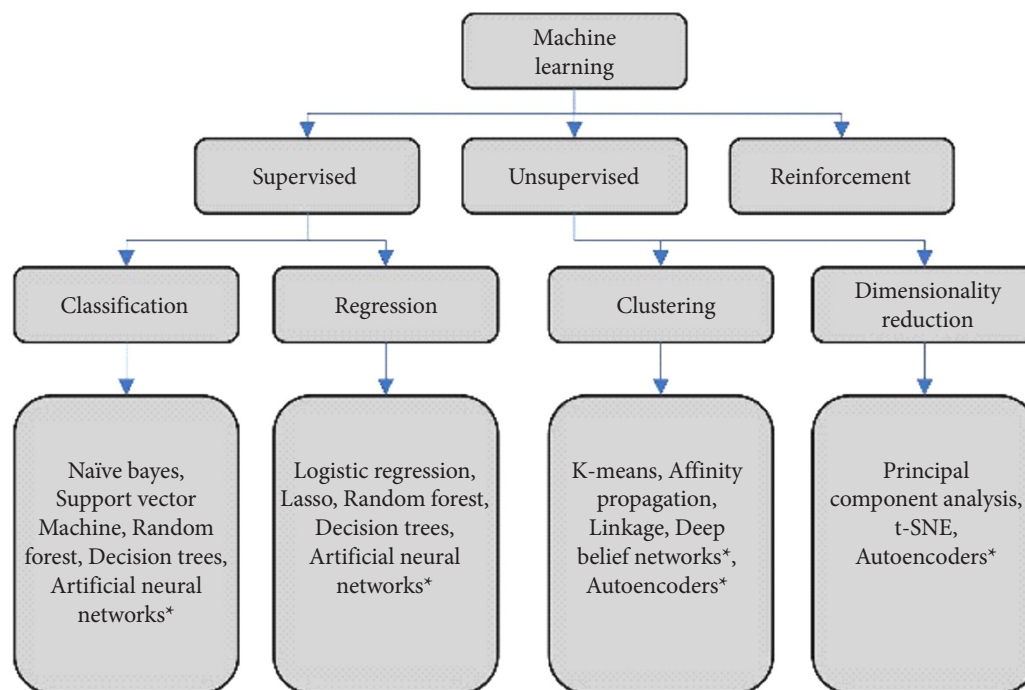 Machine
learning
Supervised
Unsupervised
Reinforcement
Classification
Regression
Clustering
Dimensionality
reduction
Naïve bayes,
Support vector
Machine, Random
forest, Decision trees,
Artificial neural
networks*
Logistic regression,
Lasso, Random forest,
Decision trees,
Artificial neural
networks*
K-means, Affinity
propagation,
Linkage, Deep
belief networks*,
Autoencoders*
Principal
component analysis,
t-SNE,
Autoencoders*